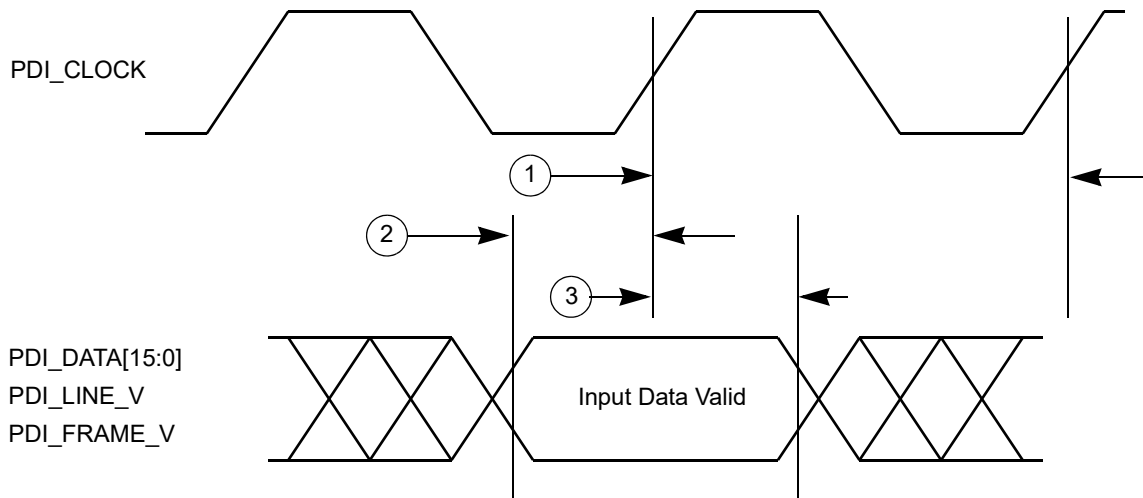 PDI_CLOCK
1
2
3
PDI_DATA[15:0]
PDI_LINE_V
Input Data Valid
PDI_FRAME_V